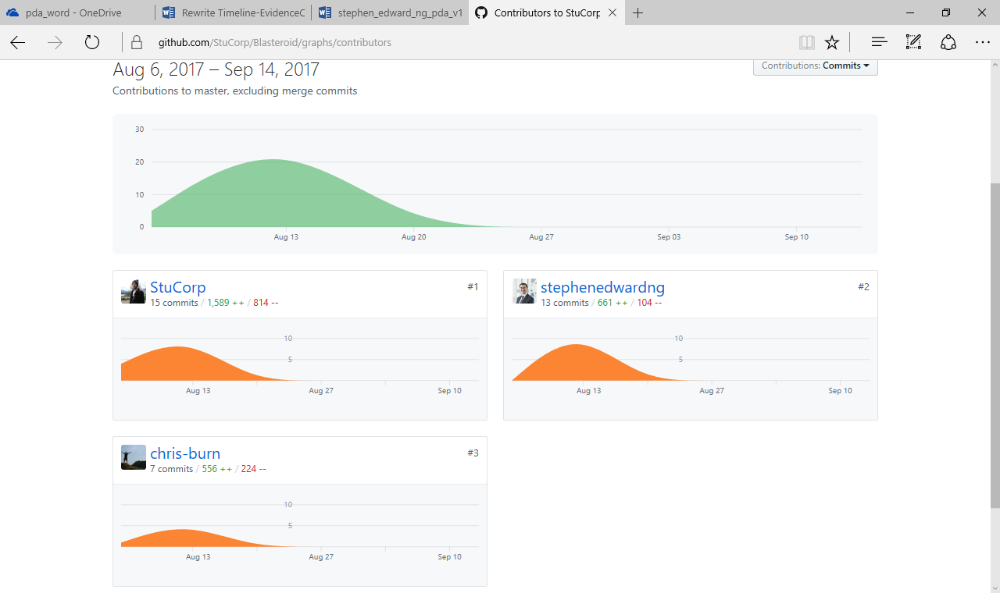 pda_word - OneDrive
Rewrite Timeline-EvidenceC
stephen_edward_ng_pda_v1
Contributors to StuCorp
github.com/StuCorp/Blasteroid/graphs/contributors
Aug 6, 2017 – Sep 14, 2017
Contributions: Commits
Contributions to master, excluding merge commits
30
20
10
0
Aug 13 Aug 20 Aug 27 Sep 03 Sep 10
StuCorp #1
15 commits / 1,589 ++ / 814 --
10
5
Aug 13 Aug 27 Sep 10
stephenedwardng #2
13 commits / 661 ++ / 104 --
10
5
Aug 13 Aug 27 Sep 10
chris-burn #3
7 commits / 556 ++ / 224 --
10
5
Aug 13 Aug 27 Sep 10